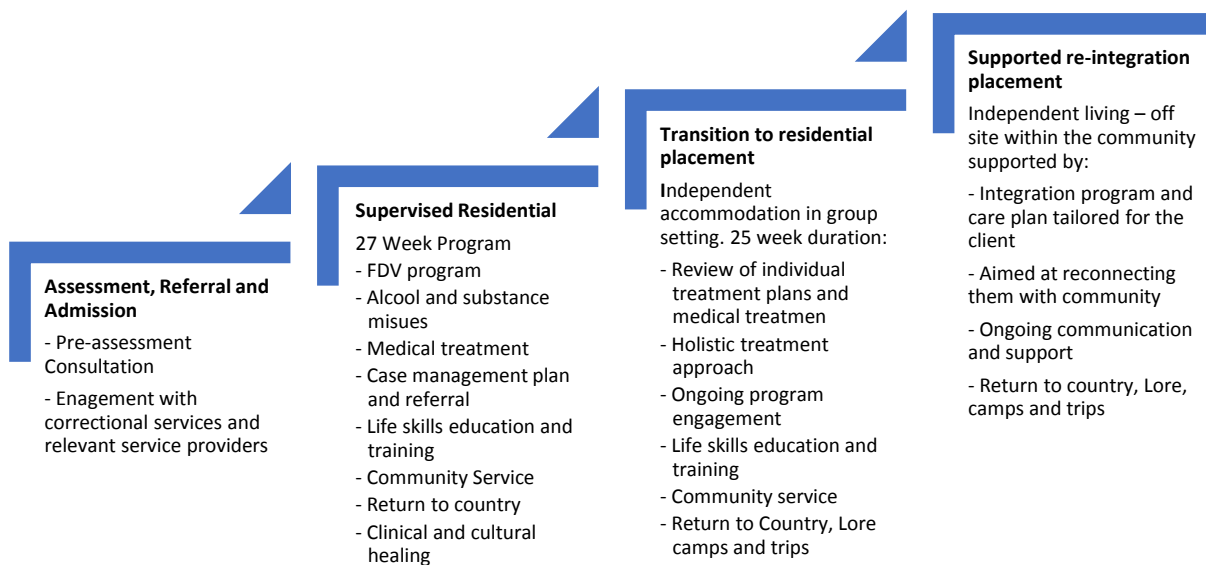 Assessment, Referral and
Admission
- Pre-assessment
Consultation
- Enagement with
correctional services and
relevant service providers
Supervised Residential
27 Week Program
- FDV program
- Alcool and substance
misues
- Medical treatment
- Case management plan
and referral
- Life skills education and
training
- Community Service
- Return to country
- Clinical and cultural
healing
Transition to residential
placement
Independent
accommodation in group
setting. 25 week duration:
- Review of individual
treatment plans and
medical treatmen
- Holistic treatment
approach
- Ongoing program
engagement
- Life skills education and
training
- Community service
- Return to Country, Lore
camps and trips
Supported re-integration
placement
Independent living – off
site within the community
supported by:
- Integration program and
care plan tailored for the
client
- Aimed at reconnecting
them with community
- Ongoing communication
and support
- Return to country, Lore,
camps and trips